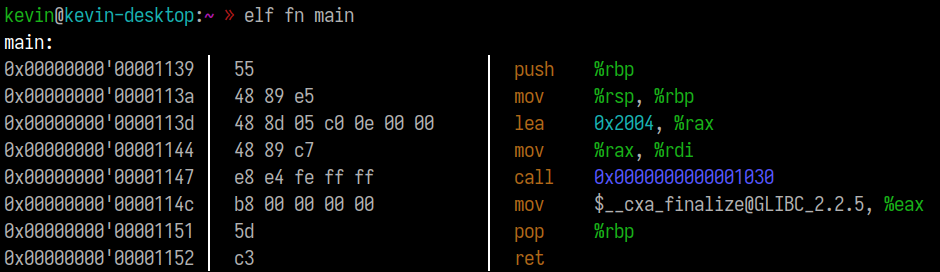 kevin@kevin-desktop:~ » elf fn main
main:
0x00000000'00001139 55 push %rbp
0x00000000'0000113a 48 89 e5 mov %rsp, %rbp
0x00000000'0000113d 48 8d 05 c0 0e 00 00 lea 0x2004, %rax
0x00000000'00001144 48 89 c7 mov %rax, %rdi
0x00000000'00001147 e8 e4 fe ff ff call 0x0000000000001030
0x00000000'0000114c b8 00 00 00 00 mov $__cxa_finalize@GLIBC_2.2.5, %eax
0x00000000'00001151 5d pop %rbp
0x00000000'00001152 c3 ret